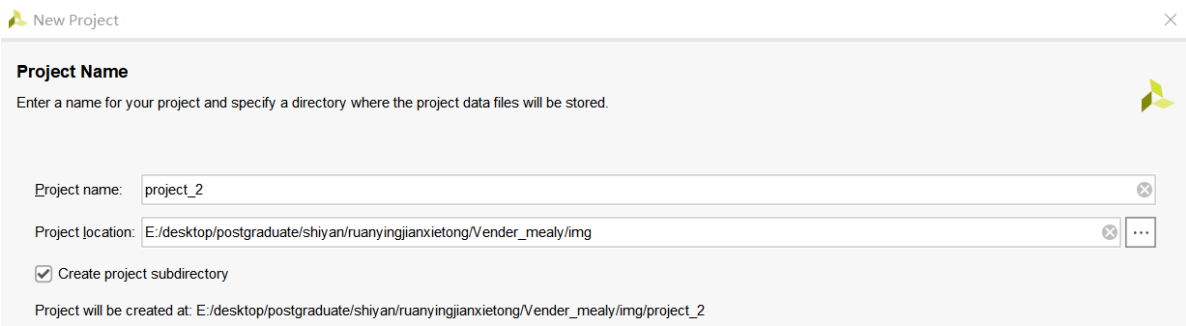 New Project
Project Name
Enter a name for your project and specify a directory where the project data files will be stored.
Project name: project_2
Project location: E:/desktop/postgraduate/shiyan/ruanyingjianxietong/Vender_mealy/img
Create project subdirectory
Project will be created at: E:/desktop/postgraduate/shiyan/ruanyingjianxietong/Vender_mealy/img/project_2